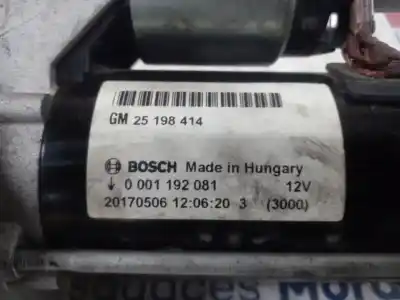 GM 25 198 414
BOSCH Made in Hungary
0 001 192 081 12V
20170506 12:06:20 3 (3000)